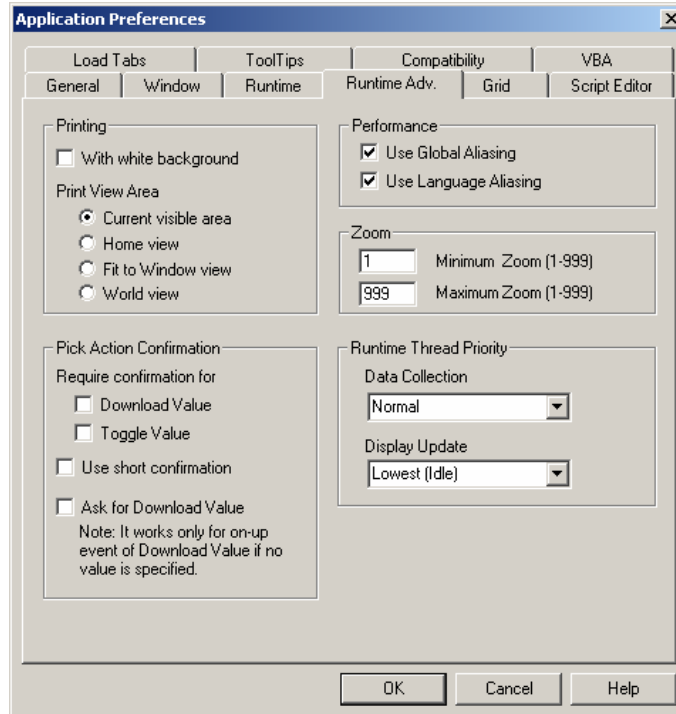 Application Preferences
Load Tabs
ToolTips
Compatibility
VBA
General
Window
Runtime
Runtime Adv.
Grid
Script Editor
Printing
With white background
Print View Area
Current visible area
Home view
Fit to Window view
World view
Performance
Use Global Aliasing
Use Language Aliasing
Zoom
1 Minimum Zoom (1-999)
999 Maximum Zoom (1-999)
Pick Action Confirmation
Require confirmation for
Download Value
Toggle Value
Use short confirmation
Ask for Download Value
Note: It works only for on-up
event of Download Value if no
value is specified.
Runtime Thread Priority
Data Collection
Normal
Display Update
Lowest (Idle)
OK
Cancel
Help